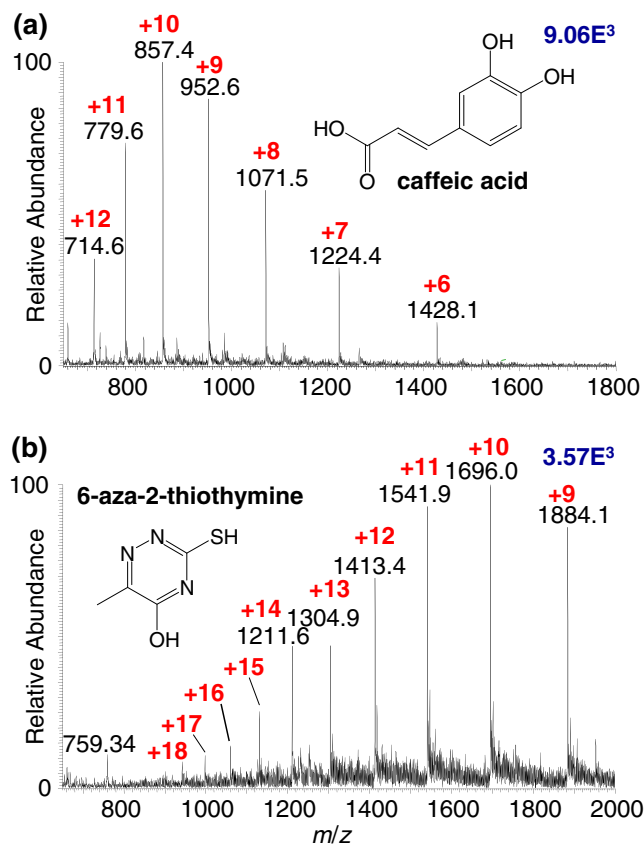 (a)
+10
857.4
9.06E³
+9
952.6
+11
779.6
+8
1071.5
+12
714.6
+7
1224.4
+6
1428.1
OH
HO
OH
HO
O
caffeic acid
Relative Abundance
100
0
800
1000
1200
1400
1600
1800
(b)
+10
1696.0
3.57E³
+11
1541.9
+9
1884.1
6-aza-2-thiothymine
+12
1413.4
+13
1304.9
+14
1211.6
+15
+16
+17
+18
759.34
N
N
SH
N
OH
Relative Abundance
100
0
800
1000
1200
1400
1600
1800
2000
m/z